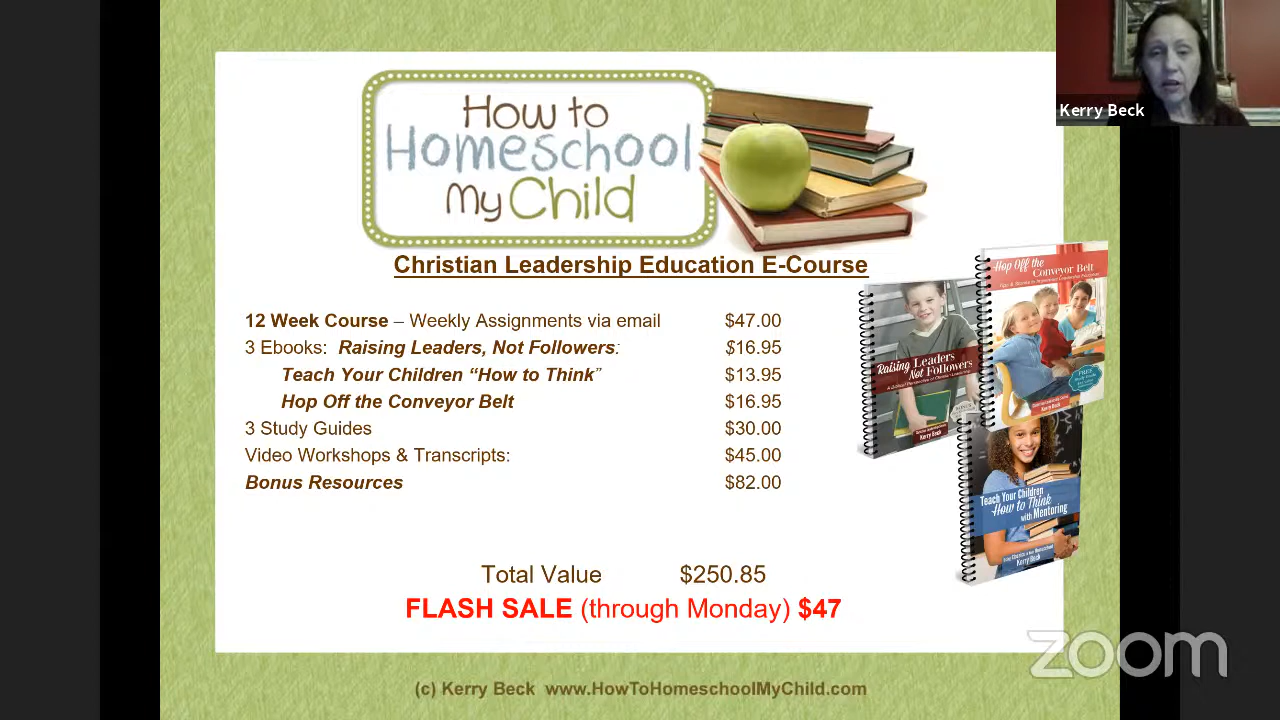 Kerry Beck
How to
Homeschool
My Child
Christian Leadership Education E-Course
12 Week Course – Weekly Assignments via email $47.00
3 Ebooks: Raising Leaders, Not Followers: $16.95
Teach Your Children “How to Think” $13.95
Hop Off the Conveyor Belt $16.95
3 Study Guides $30.00
Video Workshops & Transcripts: $45.00
Bonus Resources $82.00
Total Value $250.85
FLASH SALE (through Monday) $47
Hop Off the
Conveyor Belt
Kerry Beck
Raising Leaders
Not Followers
Kerry Beck
Teach Your Children
How to Think
with Mentoring
Kerry Beck
zoom
(c) Kerry Beck www.HowToHomeschoolMyChild.com